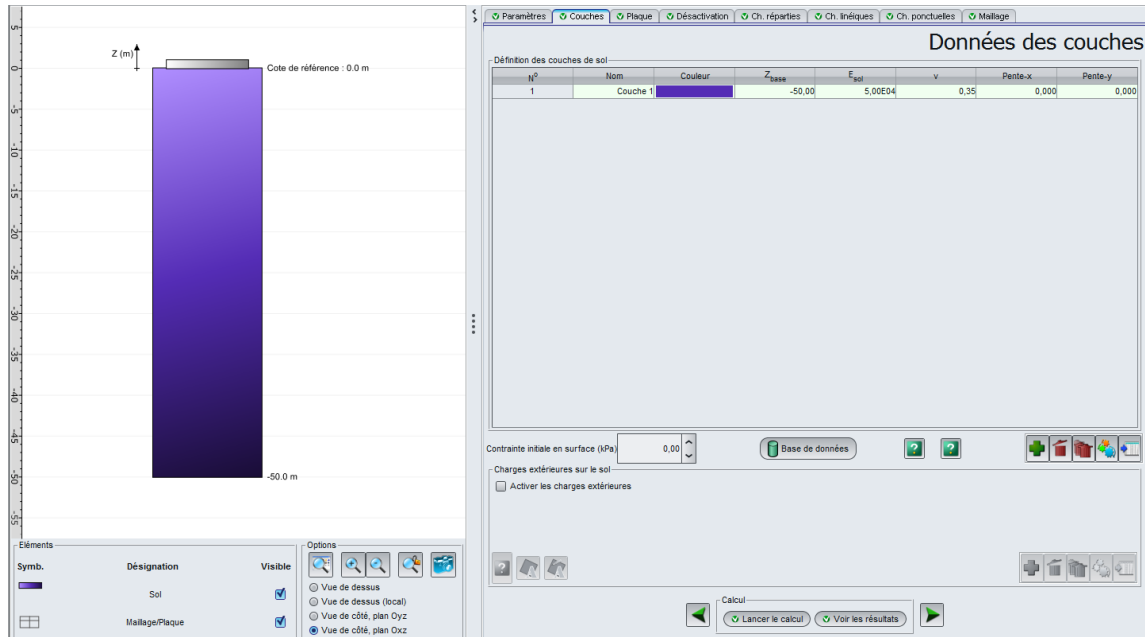 Paramètres Couches Plaque Désactivation Ch. réparties Ch. linéiques Ch. ponctuelles Maillage
Données des couches
Z (m)
Cote de référence : 0.0 m
-50.0 m
5
0
-5
-10
-15
-20
-25
-30
-35
-40
-45
-50
-55
Définition des couches de sol
N° Nom Couleur Zbase Esol ν Pente-x Pente-y
1 Couche 1 -50,00 5,00E04 0,35 0,000 0,000
Contrainte initiale en surface (kPa) 0,00 Base de données ? ?
Charges extérieures sur le sol
Activer les charges extérieures
?
Eléments
Symb. Désignation Visible
Sol
Maillage/Plaque
Options
Vue de dessus
Vue de dessus (local)
Vue de côté, plan Oyz
Vue de côté, plan Oxz
Calcul
Lancer le calcul Voir les résultats